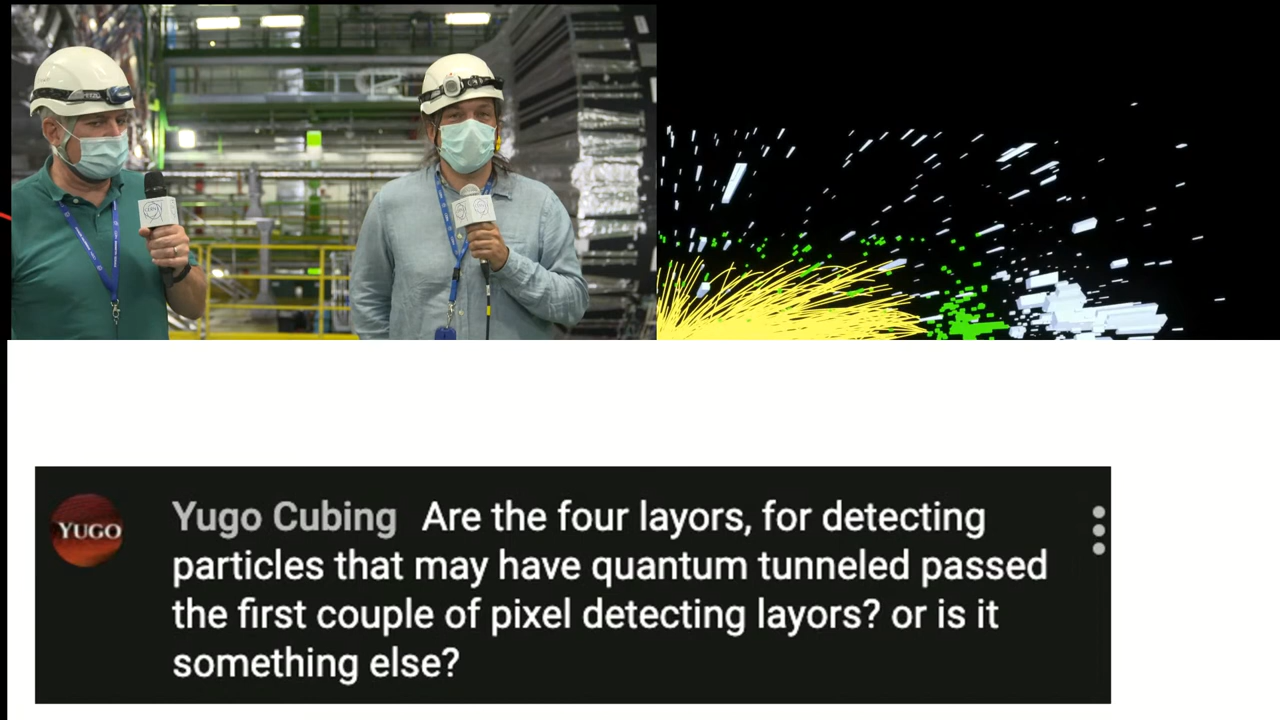 YUGO
Yugo Cubing Are the four layors, for detecting
particles that may have quantum tunneled passed
the first couple of pixel detecting layors? or is it
something else?